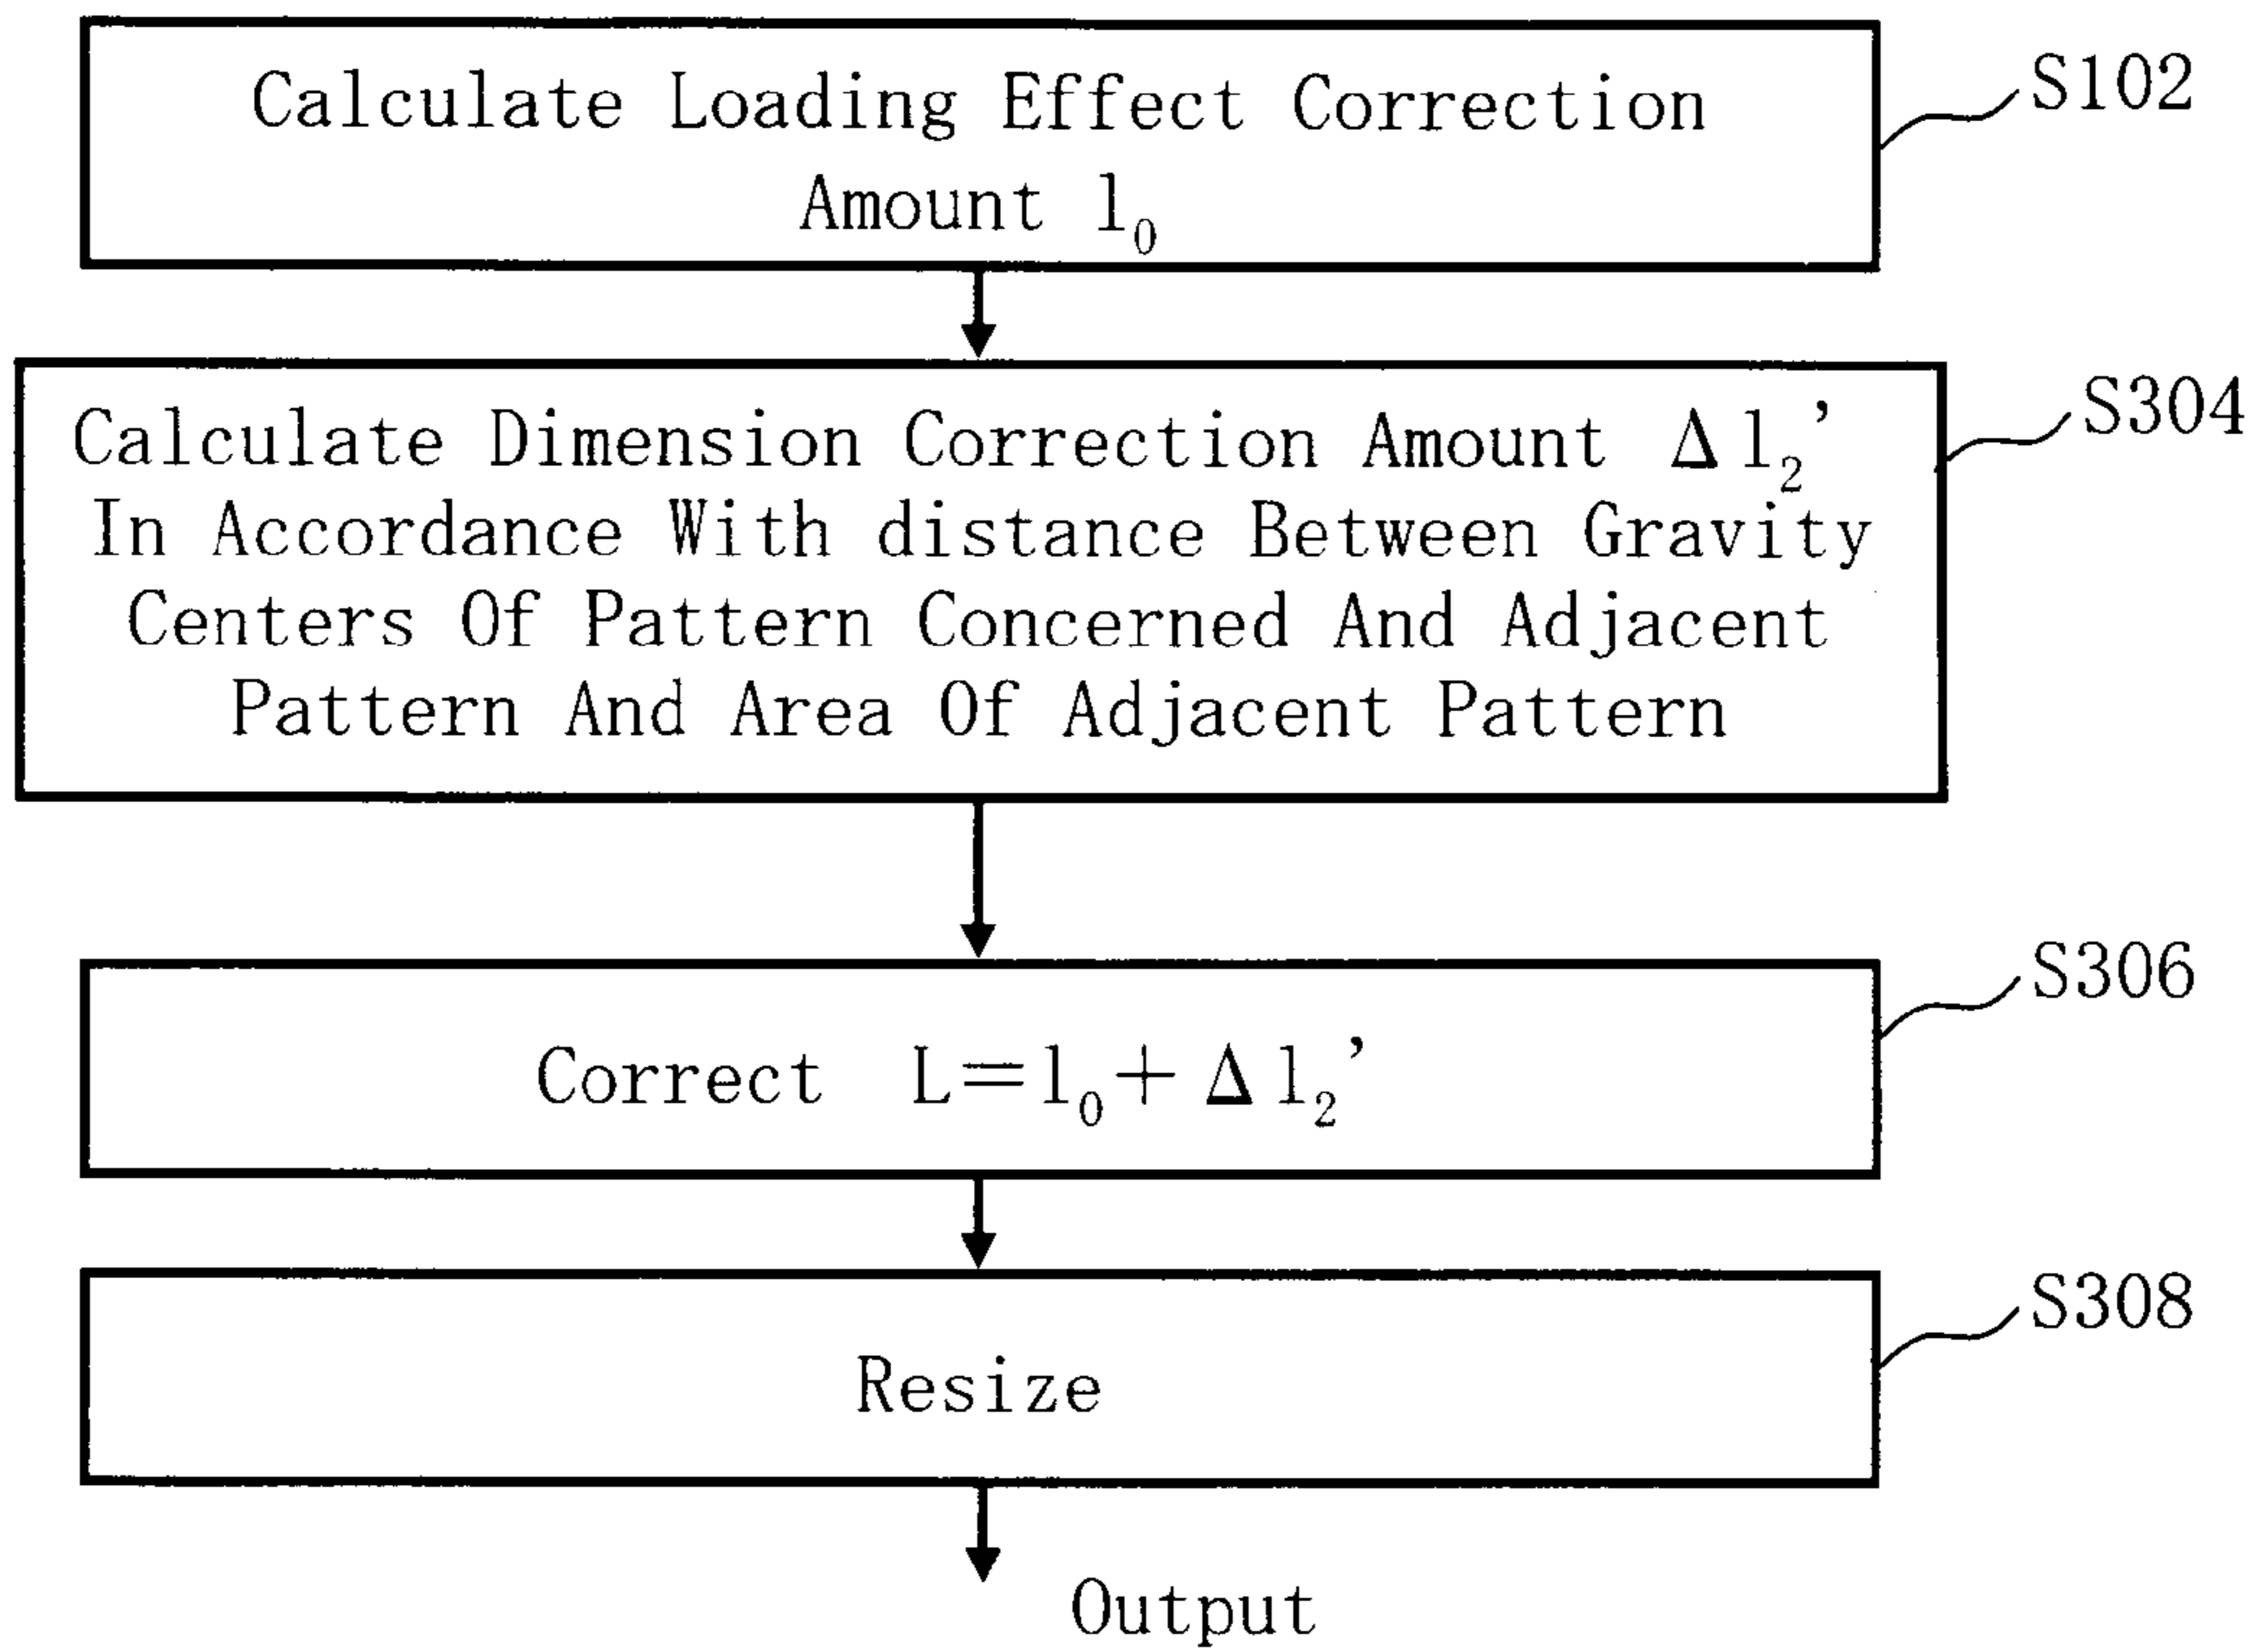 Calculate Loading Effect Correction
Amount l₀
S102
Calculate Dimension Correction Amount Δl₂’
In Accordance With distance Between Gravity
Centers Of Pattern Concerned And Adjacent
Pattern And Area Of Adjacent Pattern
S304
Correct L=l₀+Δl₂’
S306
Resize
S308
Output